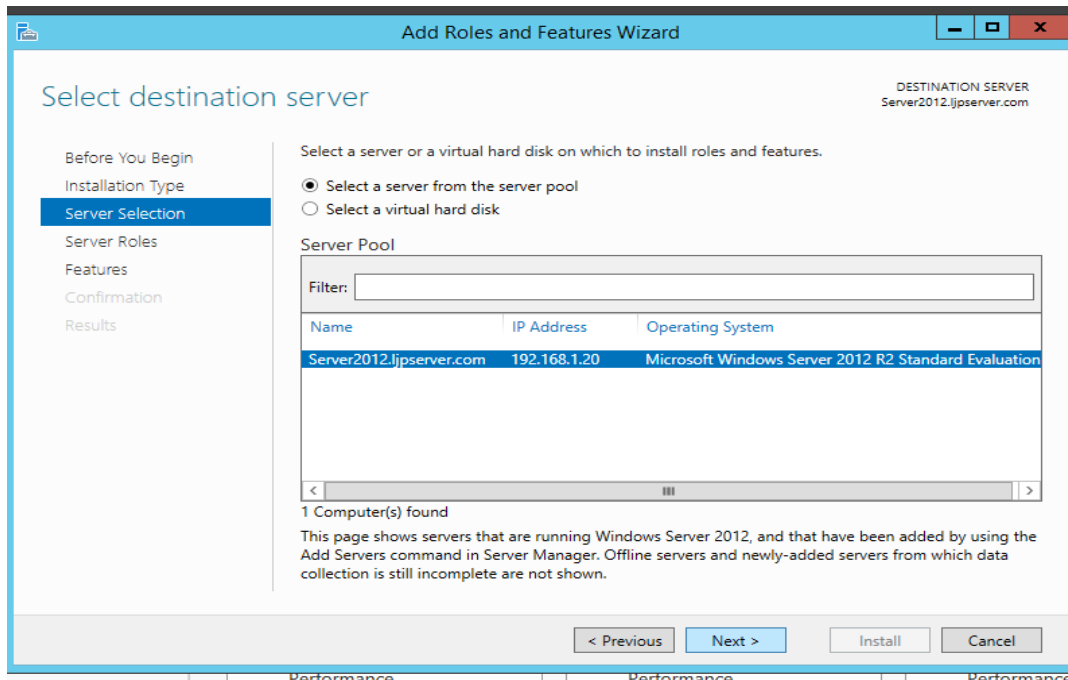 Add Roles and Features Wizard
Select destination server
DESTINATION SERVER
Server2012.ljpserver.com
Before You Begin
Installation Type
Server Selection
Server Roles
Features
Confirmation
Results
Select a server or a virtual hard disk on which to install roles and features.
Select a server from the server pool
Select a virtual hard disk
Server Pool
Filter:
Name IP Address Operating System
Server2012.ljpserver.com 192.168.1.20 Microsoft Windows Server 2012 R2 Standard Evaluation
1 Computer(s) found
This page shows servers that are running Windows Server 2012, and that have been added by using the
Add Servers command in Server Manager. Offline servers and newly-added servers from which data
collection is still incomplete are not shown.
< Previous Next > Install Cancel
Performance Performance Performance